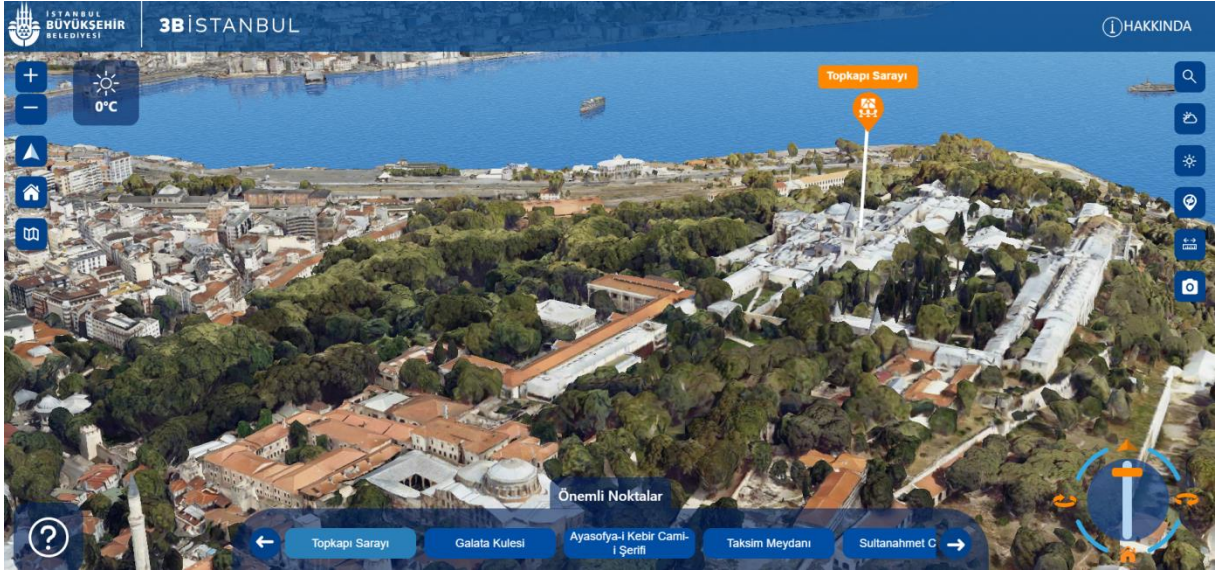 İSTANBUL
BÜYÜKŞEHİR
BELEDİYESİ
3BİSTANBUL
HAKKINDA
0°C
Topkapı Sarayı
Önemli Noktalar
Topkapı Sarayı
Galata Kulesi
Ayasofya-i Kebir Cami-
i Şerifi
Taksim Meydanı
Sultanahmet C